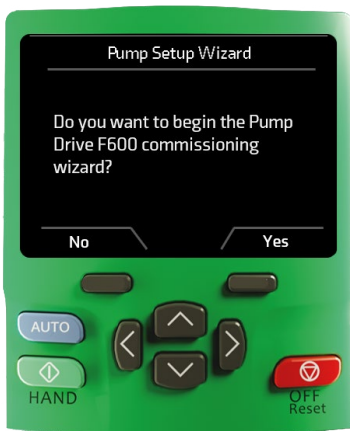 Pump Setup Wizard
Do you want to begin the Pump
Drive F600 commissioning
wizard?
No
Yes
AUTO
HAND
OFF
Reset